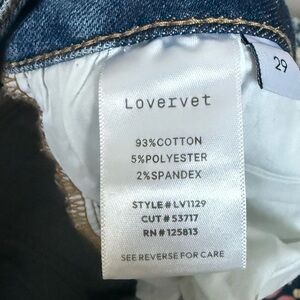 Lovervet
93%COTTON
5%POLYESTER
2%SPANDEX
STYLE# LV1129
CUT # 53717
RN # 125813
SEE REVERSE FOR CARE
29